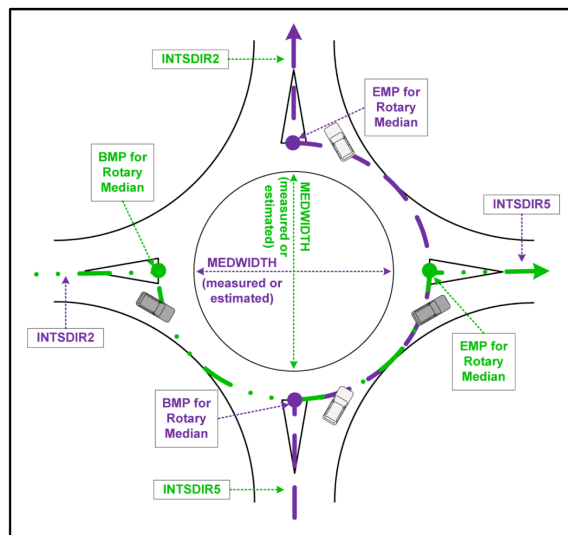 INTSDIR2
EMP for
Rotary
Median
BMP for
Rotary
Median
MEDWIDTH
(measured or
estimated)
INTSDIR5
MEDWIDTH
(measured or
estimated)
INTSDIR2
EMP for
Rotary
Median
BMP for
Rotary
Median
INTSDIR5